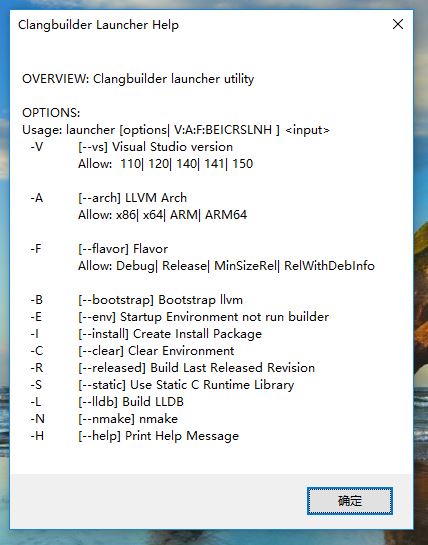 Clangbuilder Launcher Help
OVERVIEW: Clangbuilder launcher utility
OPTIONS:
Usage: launcher [options| V:A:F:BEICRSLNH ] <input>
-V [--vs] Visual Studio version
Allow: 110| 120| 140| 141| 150
-A [--arch] LLVM Arch
Allow: x86| x64| ARM| ARM64
-F [--flavor] Flavor
Allow: Debug| Release| MinSizeRel| RelWithDebInfo
-B [--bootstrap] Bootstrap llvm
-E [--env] Startup Environment not run builder
-I [--install] Create Install Package
-C [--clear] Clear Environment
-R [--released] Build Last Released Revision
-S [--static] Use Static C Runtime Library
-L [--lldb] Build LLDB
-N [--nmake] nmake
-H [--help] Print Help Message
确定